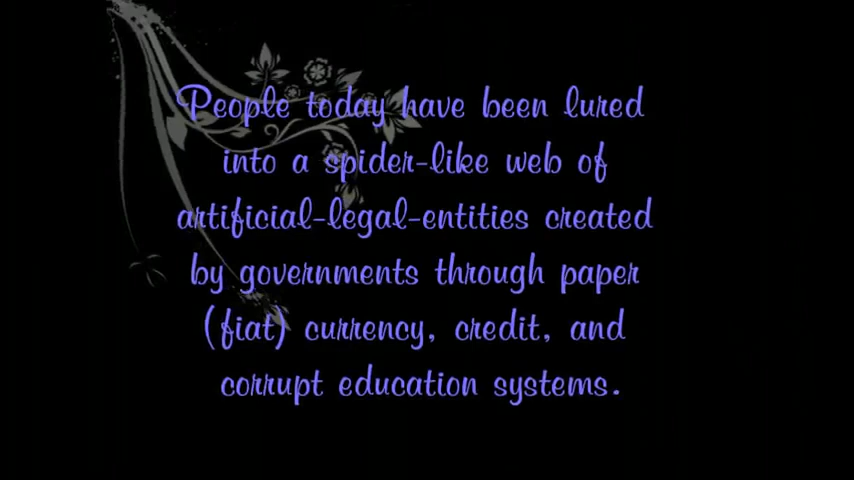 People today have been lured
into a spider-like web of
artificial-legal-entities created
by governments through paper
(fiat) currency, credit, and
corrupt education systems.